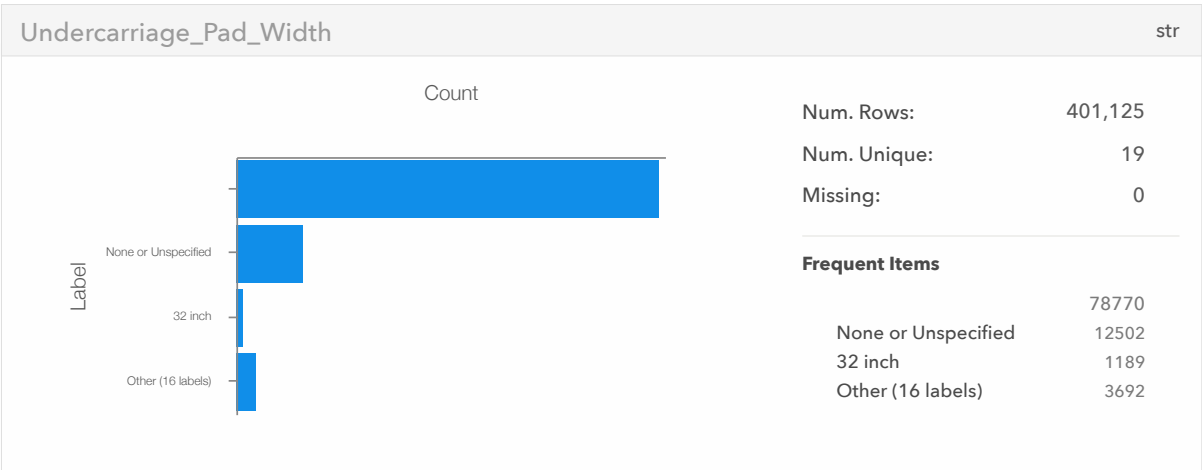 Undercarriage_Pad_Width str
Count
Label
None or Unspecified
32 inch
Other (16 labels)
Num. Rows: 401,125
Num. Unique: 19
Missing: 0
Frequent Items
78770
None or Unspecified 12502
32 inch 1189
Other (16 labels) 3692